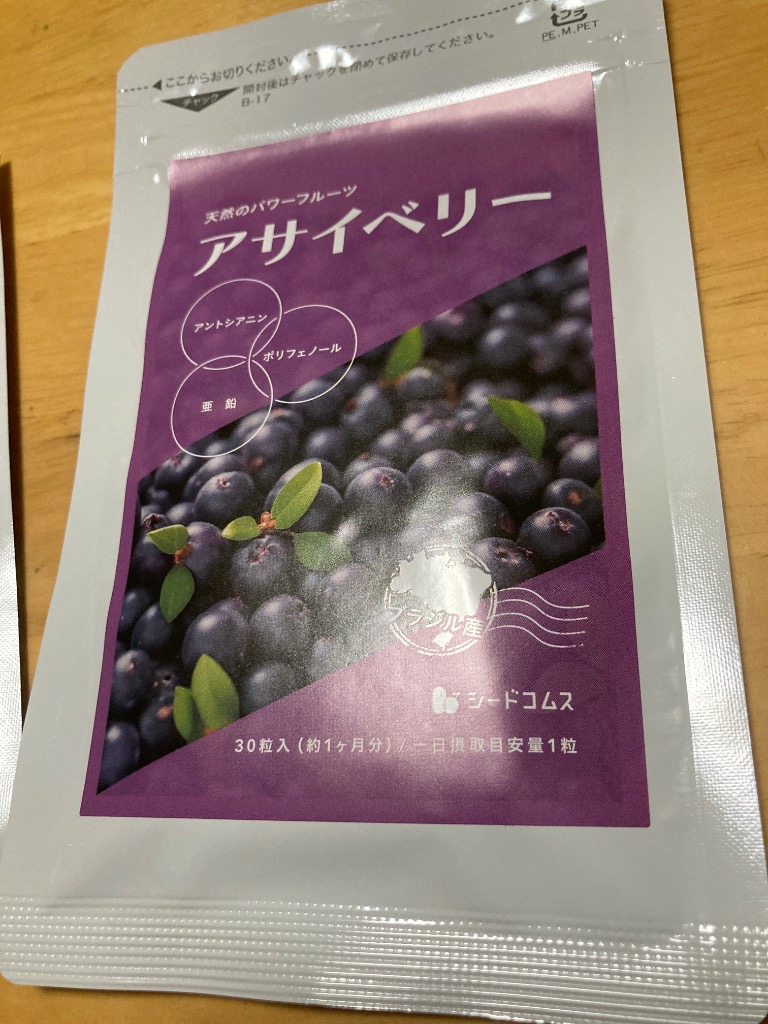 プラ
PE.M.PET
ここからお切りください
チャック
開封後はチャックを閉めて保存してください。
B-17
天然のパワーフルーツ
アサイベリー
アントシアニン
ポリフェノール
亜 鉛
ブラジル産
シードコムス
30粒入 (約1ヶ月分) / 一日摂取目安量1粒